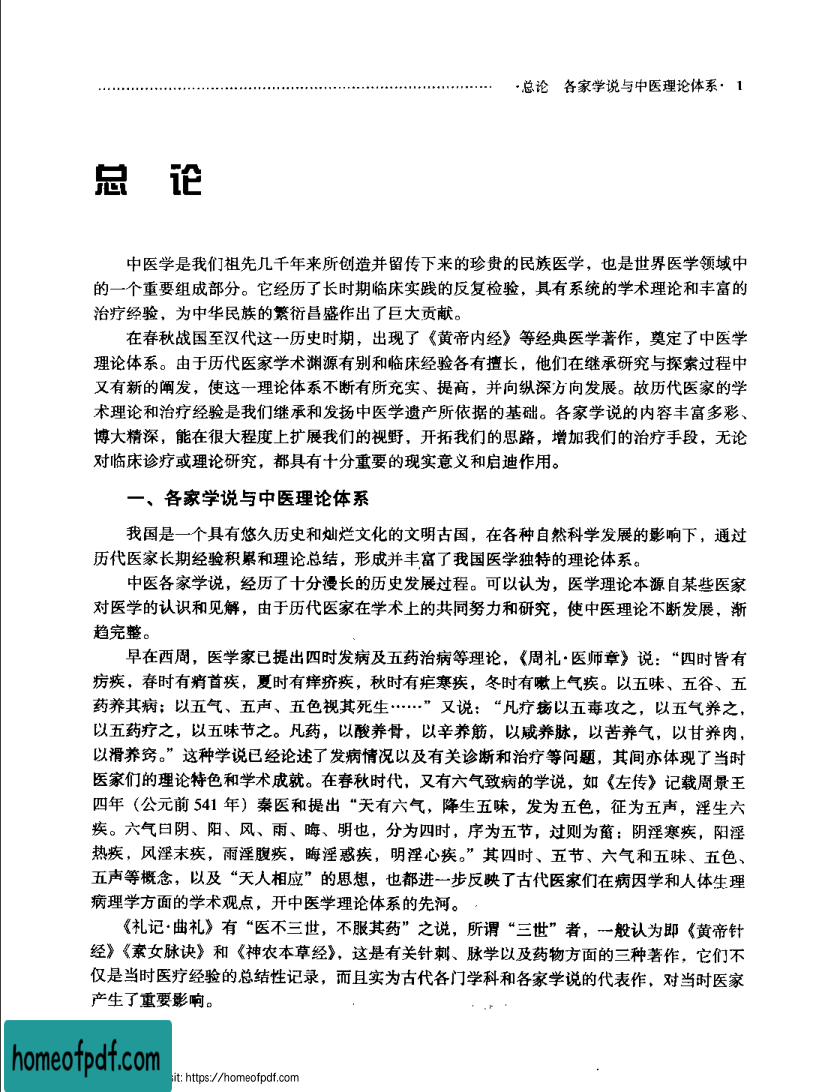 ·总论 各家学说与中医理论体系· 1
总 论
中医学是我们祖先几千年来所创造并留传下来的珍贵的民族医学，也是世界医学领域中
的一个重要组成部分。它经历了长时期临床实践的反复检验，具有系统的学术理论和丰富的
治疗经验，为中华民族的繁衍昌盛作出了巨大贡献。
在春秋战国至汉代这一历史时期，出现了《黄帝内经》等经典医学著作，奠定了中医学
理论体系。由于历代医家学术渊源有别和临床经验各有擅长，他们在继承研究与探索过程中
又有新的阐发，使这一理论体系不断有所充实、提高，并向纵深方向发展。故历代医家的学
术理论和治疗经验是我们继承和发扬中医学遗产所依据的基础。各家学说的内容丰富多彩、
博大精深，能在很大程度上扩展我们的视野，开拓我们的思路，增加我们的治疗手段，无论
对临床诊疗或理论研究，都具有十分重要的现实意义和启迪作用。
一、各家学说与中医理论体系
我国是一个具有悠久历史和灿烂文化的文明古国，在各种自然科学发展的影响下，通过
历代医家长期经验积累和理论总结，形成并丰富了我国医学独特的理论体系。
中医各家学说，经历了十分漫长的历史发展过程。可以认为，医学理论本源自某些医家
对医学的认识和见解，由于历代医家在学术上的共同努力和研究，使中医理论不断发展，渐
趋完整。
早在西周，医学家已提出四时发病及五药治病等理论，《周礼·医师章》说：“四时皆有
疠疾，春时有痟首疾，夏时有痒疥疾，秋时有疟寒疾，冬时有嗽上气疾。以五味、五谷、五
药养其病；以五气、五声、五色视其死生……”又说：“凡疗疡以五毒攻之，以五气养之，
以五药疗之，以五味节之。凡药，以酸养骨，以辛养筋，以咸养脉，以苦养气，以甘养肉，
以滑养窍。”这种学说已经论述了发病情况以及有关诊断和治疗等问题，其间亦体现了当时
医家们的理论特色和学术成就。在春秋时代，又有六气致病的学说，如《左传》记载周景王
四年（公元前 541 年）秦医和提出“天有六气，降生五味，发为五色，征为五声，淫生六
疾。六气曰阴、阳、风、雨、晦、明也，分为四时，序为五节，过则为菑：阴淫寒疾，阳淫
热疾，风淫末疾，雨淫腹疾，晦淫惑疾，明淫心疾。”其四时、五节、六气和五味、五色、
五声等概念，以及“天人相应”的思想，也都进一步反映了古代医家们在病因学和人体生理
病理学方面的学术观点，开中医学理论体系的先河。
《礼记·曲礼》有“医不三世，不服其药”之说，所谓“三世”者，一般认为即《黄帝针
经》《素女脉诀》和《神农本草经》，这是有关针刺、脉学以及药物方面的三种著作，它们不
仅是当时医疗经验的总结性记录，而且实为古代各门学科和各家学说的代表作，对当时医家
产生了重要影响。
homeofpdf.com
sit: https://homeofpdf.com